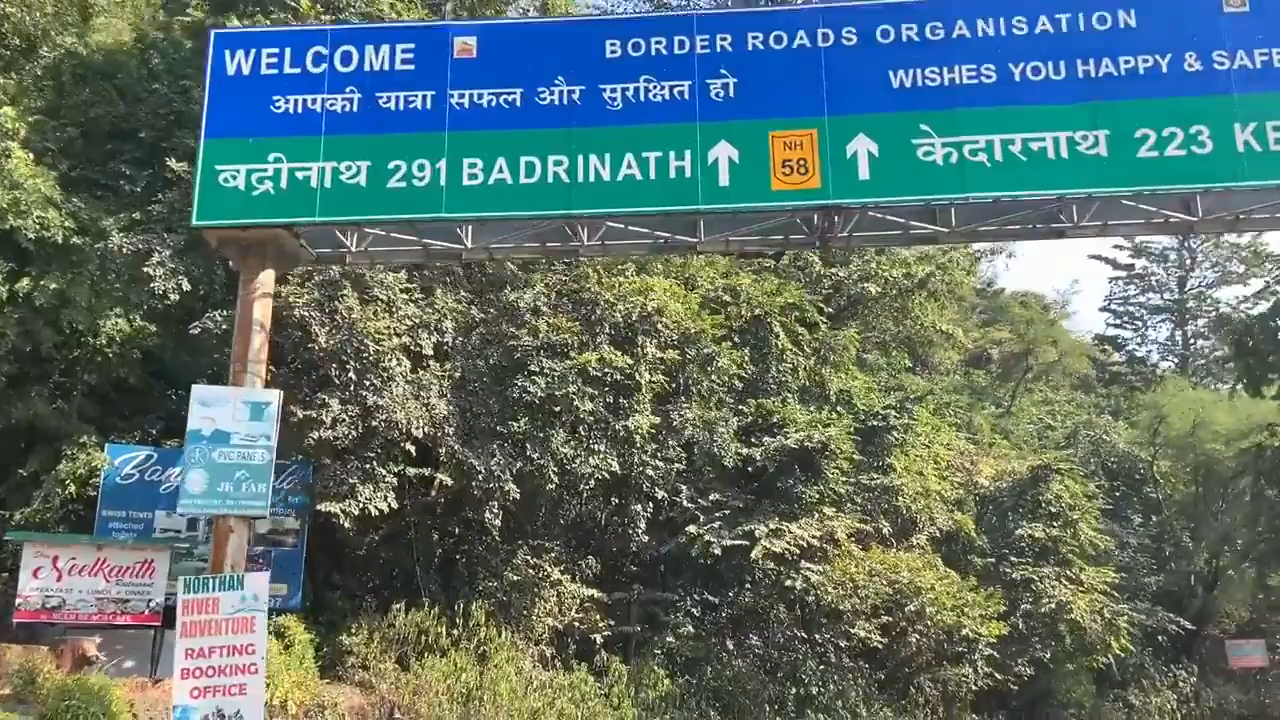 WELCOME
BORDER ROADS ORGANISATION
आपकी यात्रा सफल और सुरक्षित हो
WISHES YOU HAPPY & SAFE
बद्रीनाथ 291 BADRINATH
NH
58
केदारनाथ 223 KE
PVC PANELS
JK FAB
SWISS TENTS
attached
toilets
Neelkanth
Restaurant
BREAKFAST • LUNCH • DINNER
NORTHAN
RIVER
ADVENTURE
RAFTING
BOOKING
OFFICE